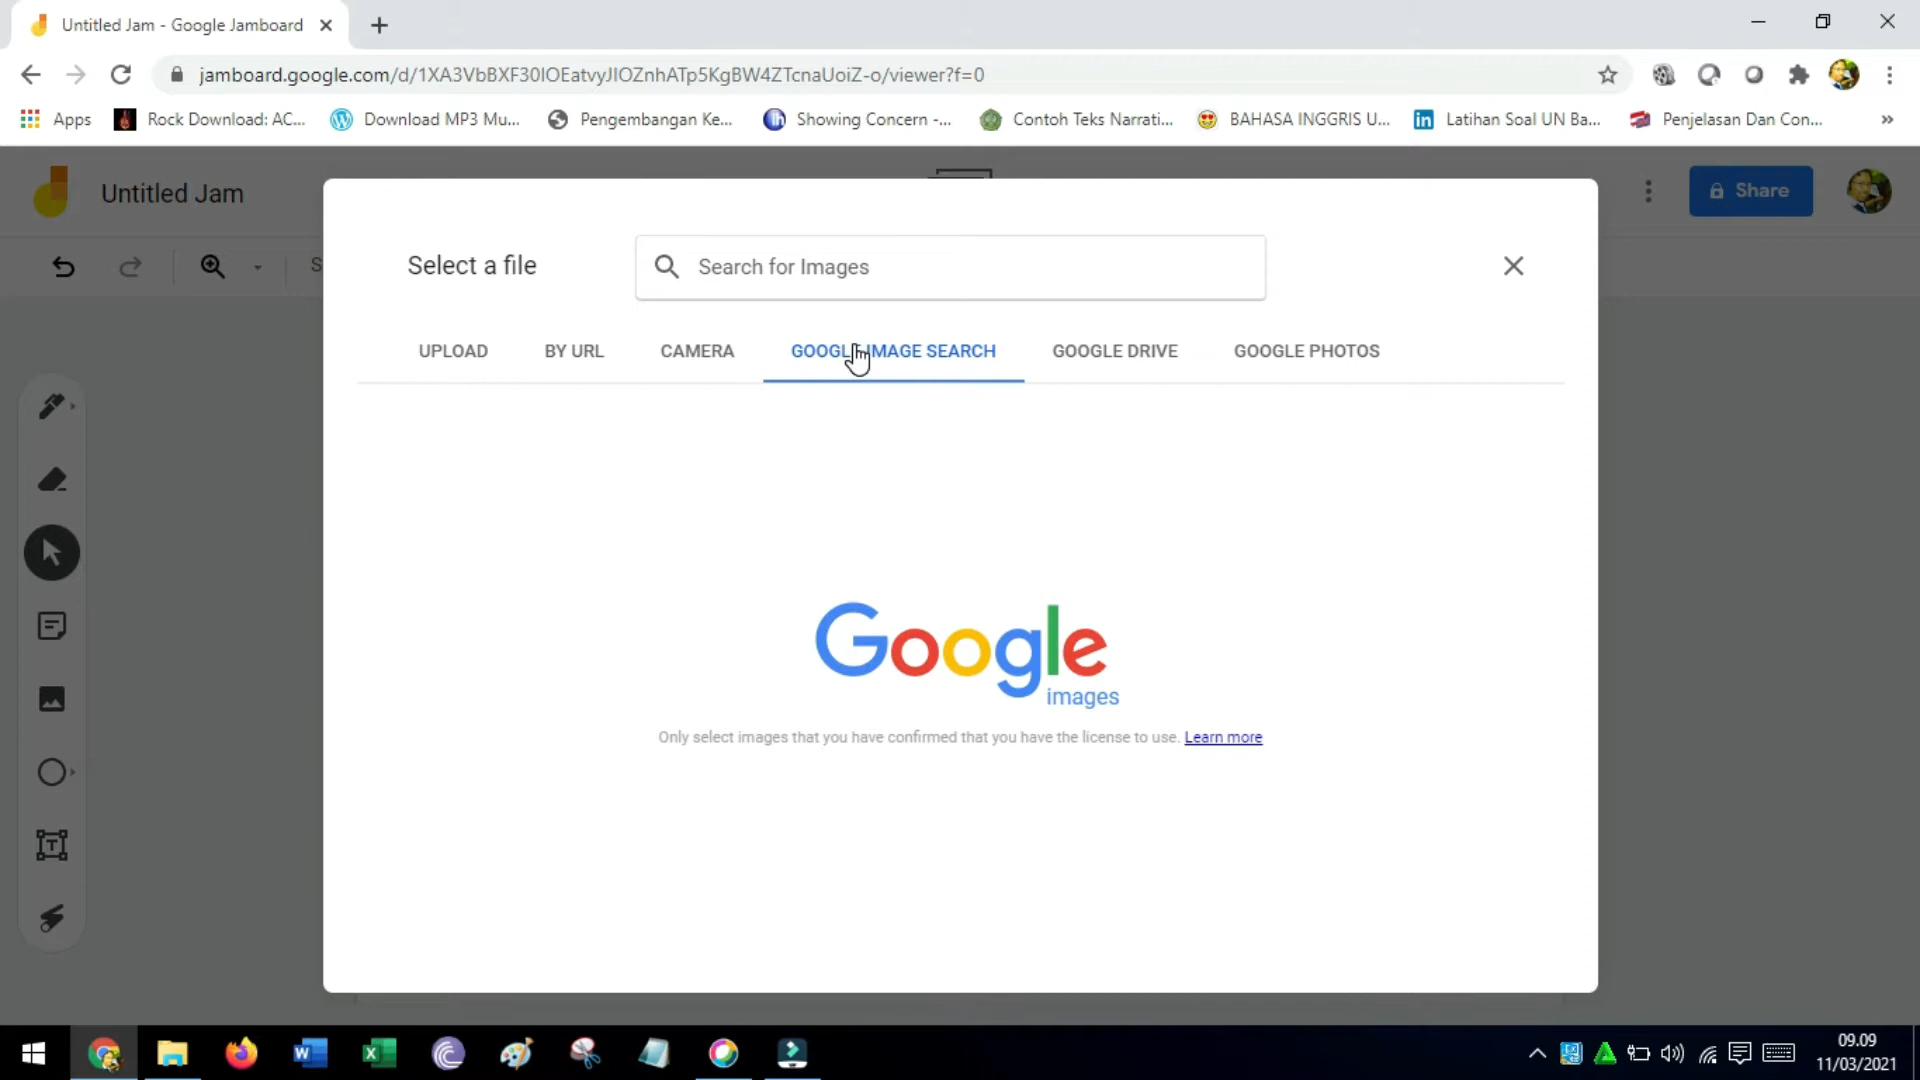 Untitled Jam - Google Jamboard
jamboard.google.com/d/1XA3VbBXF30IOEatvyJIOZnhATp5KgBW4ZTcnaUoiZ-o/viewer?f=0
Apps Rock Download: AC... Download MP3 Mu... Pengembangan Ke... Showing Concern -... Contoh Teks Narrati... BAHASA INGGRIS U... Latihan Soal UN Ba... Penjelasan Dan Con... »
Untitled Jam
Share
Select a file
Search for Images
UPLOAD BY URL CAMERA GOOGLE IMAGE SEARCH GOOGLE DRIVE GOOGLE PHOTOS
Google
images
Only select images that you have confirmed that you have the license to use. Learn more
09.09
11/03/2021